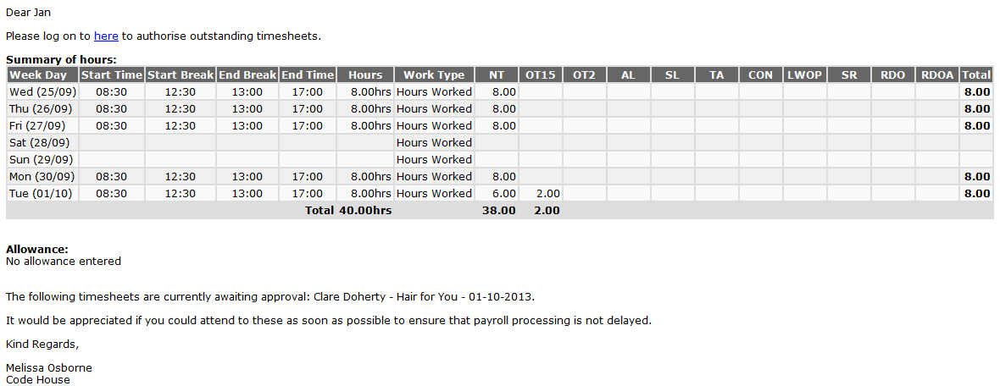 Dear Jan
Please log on to here to authorise outstanding timesheets.
Summary of hours:
Week Day Start Time Start Break End Break End Time Hours Work Type NT OT15 OT2 AL SL TA CON LWOP SR RDO RDOA Total
Wed (25/09) 08:30 12:30 13:00 17:00 8.00hrs Hours Worked 8.00 8.00
Thu (26/09) 08:30 12:30 13:00 17:00 8.00hrs Hours Worked 8.00 8.00
Fri (27/09) 08:30 12:30 13:00 17:00 8.00hrs Hours Worked 8.00 8.00
Sat (28/09) Hours Worked
Sun (29/09) Hours Worked
Mon (30/09) 08:30 12:30 13:00 17:00 8.00hrs Hours Worked 8.00 8.00
Tue (01/10) 08:30 12:30 13:00 17:00 8.00hrs Hours Worked 6.00 2.00 8.00
Total 40.00hrs 38.00 2.00
Allowance:
No allowance entered
The following timesheets are currently awaiting approval: Clare Doherty - Hair for You - 01-10-2013.
It would be appreciated if you could attend to these as soon as possible to ensure that payroll processing is not delayed.
Kind Regards,
Melissa Osborne
Code House